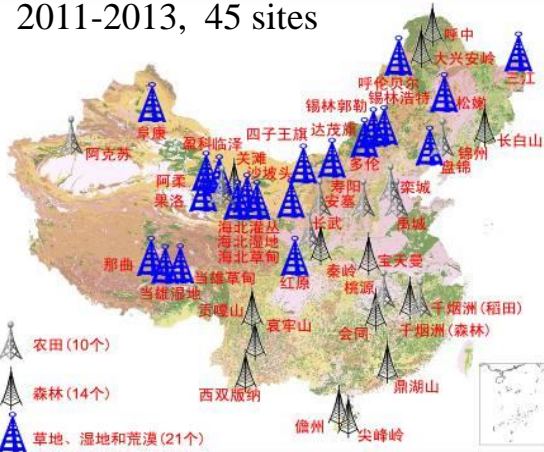 2011-2013, 45 sites
呼中
大兴安岭
呼伦贝尔
三江
锡林浩特
锡林郭勒
松嫩
阜康
四子王旗
达茂旗
长白山
盈科临泽
关滩
多伦
锦州
盘锦
阿克苏
沙坡头
阿柔
寿阳
栾城
果洛
安塞
海北灌丛
长武
禹城
海北湿地
海北草甸
那曲
秦岭
宝天曼
当雄草甸
红原
桃源
当雄湿地
贡嘎山
千烟洲(稻田)
哀牢山
会同
千烟洲(森林)
农田(10个)
森林(14个)
西双版纳
鼎湖山
儋州
尖峰岭
草地、湿地和荒漠(21个)